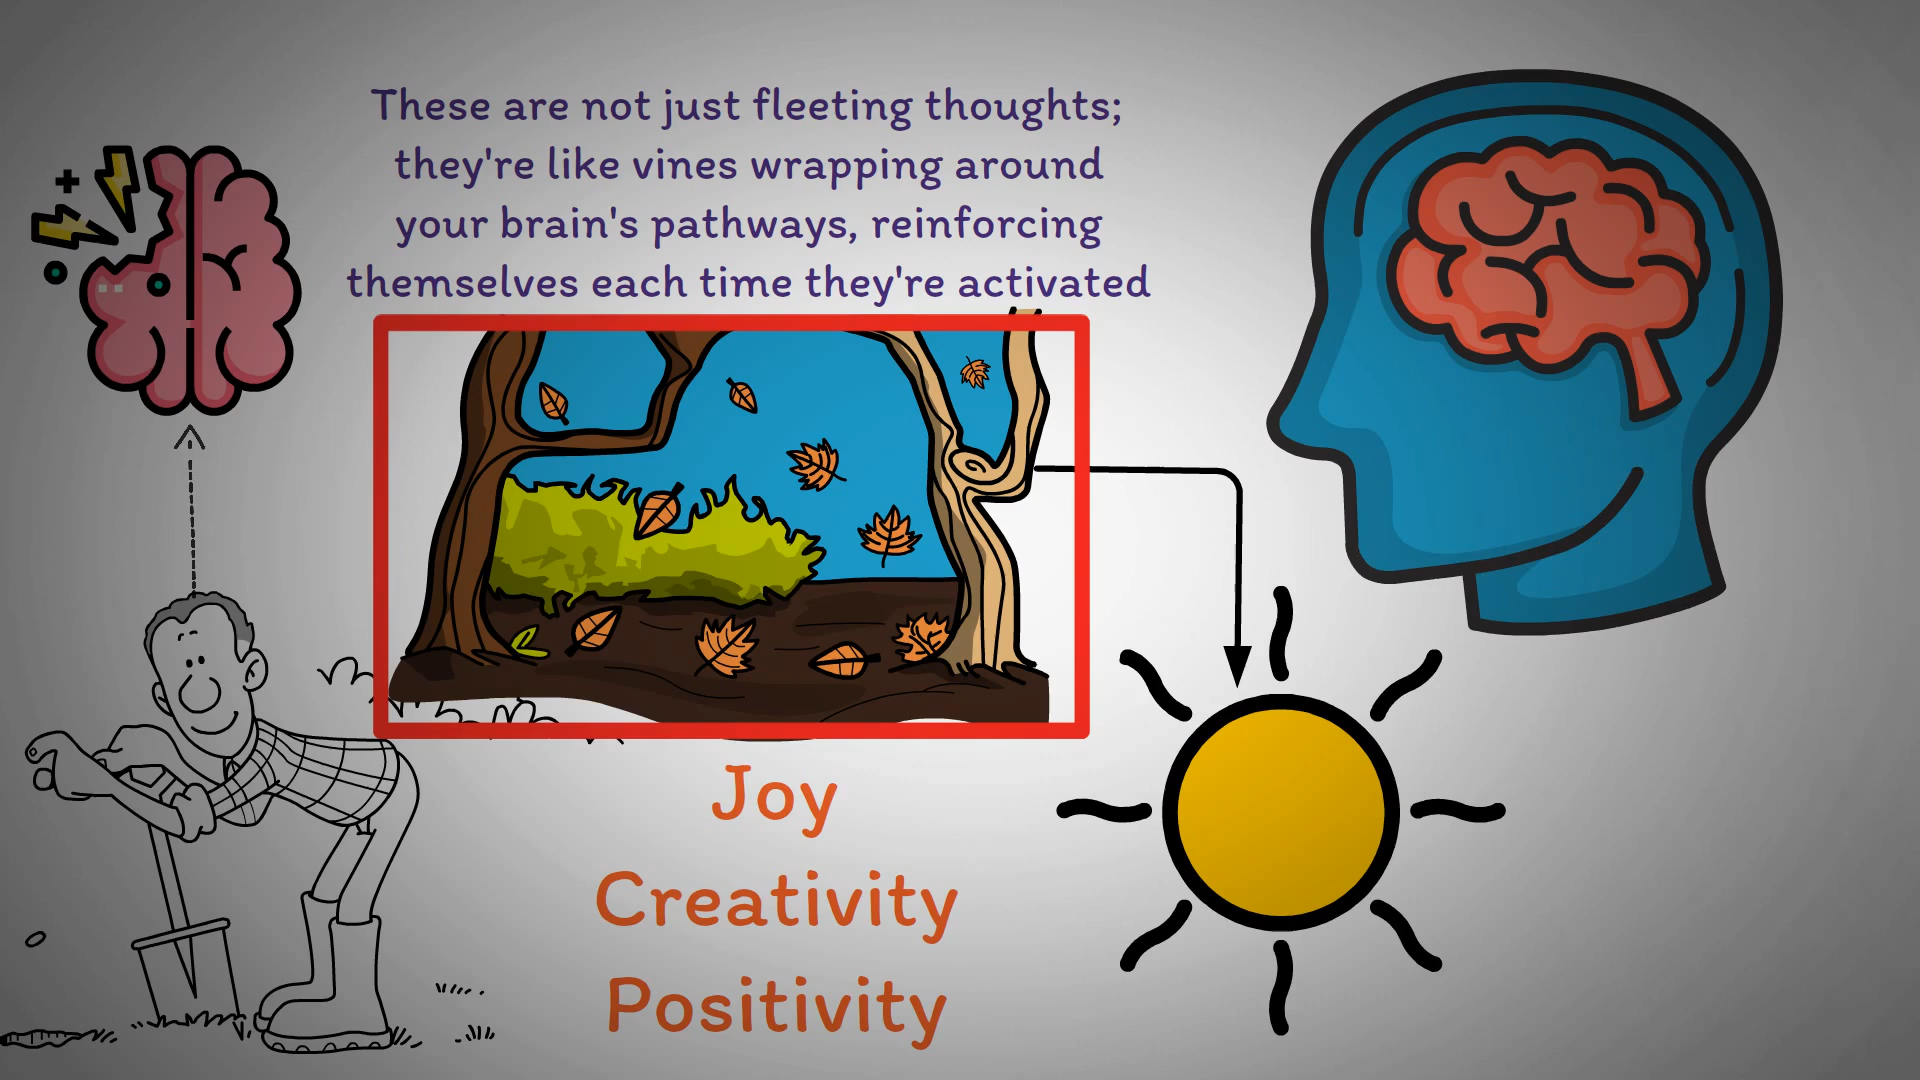 These are not just fleeting thoughts;
they're like vines wrapping around
your brain's pathways, reinforcing
themselves each time they're activated
Joy
Creativity
Positivity